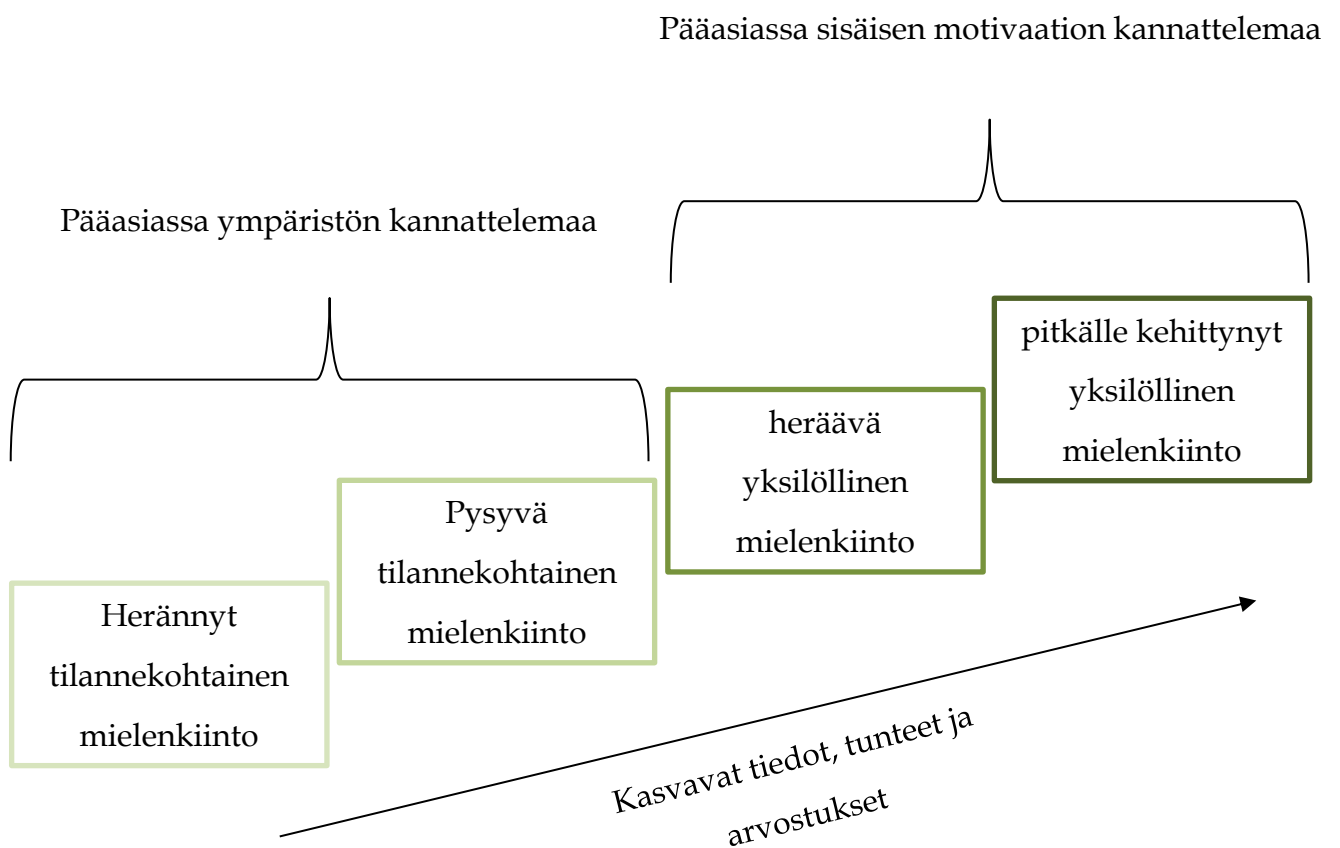 Pääasiassa sisäisen motivaation kannattelemaa
Pääasiassa ympäristön kannattelemaa
pitkälle kehittynyt
yksilöllinen
mielenkiinto
heräävä
yksilöllinen
mielenkiinto
Pysyvä
tilannekohtainen
mielenkiinto
Herännyt
tilannekohtainen
mielenkiinto
Kasvavat tiedot, tunteet ja
arvostukset